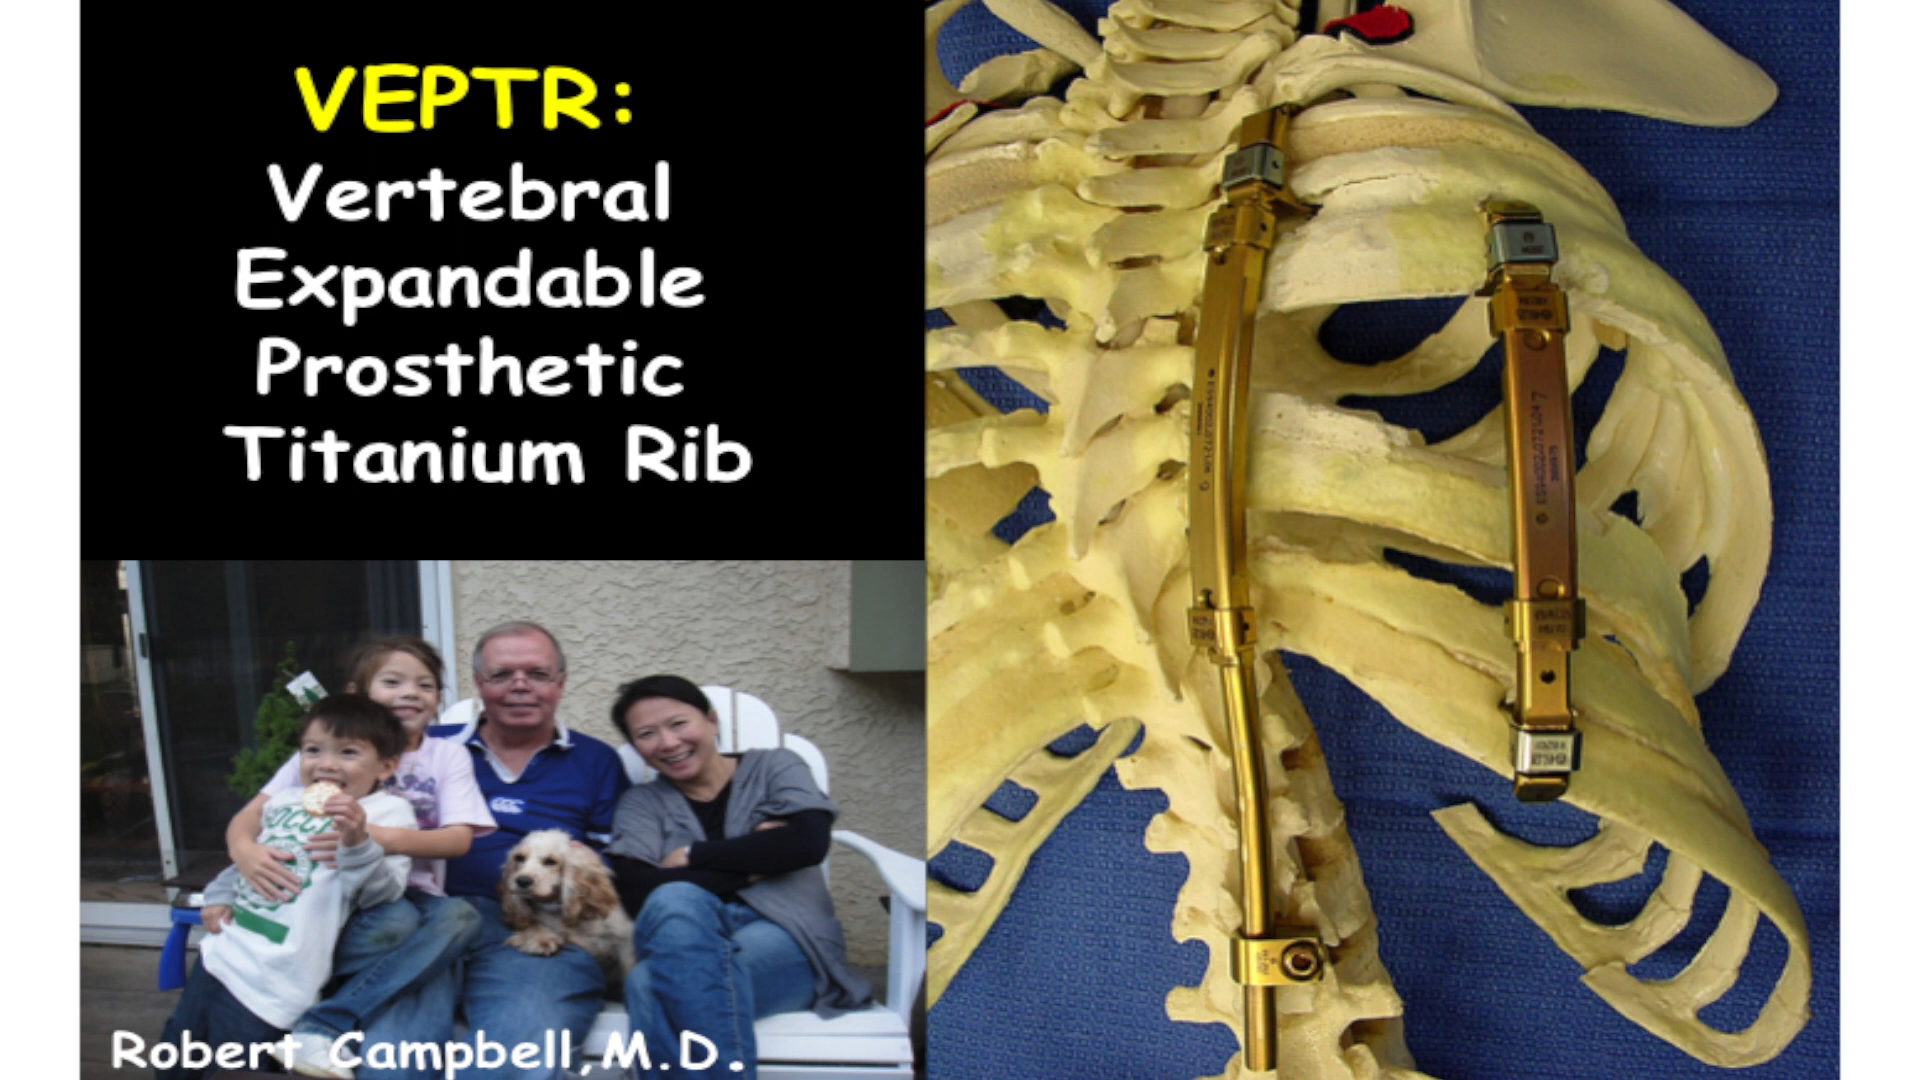 VEPTR:
Vertebral
Expandable
Prosthetic
Titanium Rib
Robert Campbell,M.D.